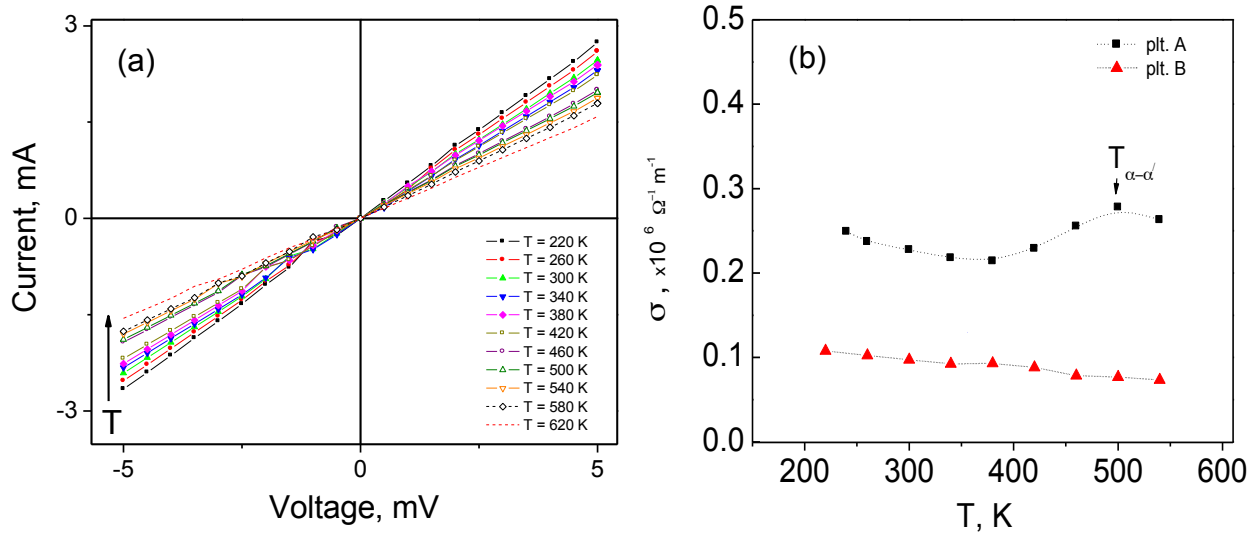 (a)
Current, mA
3
0
-3
T
T = 220 K
T = 260 K
T = 300 K
T = 340 K
T = 380 K
T = 420 K
T = 460 K
T = 500 K
T = 540 K
T = 580 K
T = 620 K
-5 0 5
Voltage, mV
(b)
σ , x10⁶ Ω⁻¹ m⁻¹
0.5
0.4
0.3
0.2
0.1
0.0
plt. A
plt. B
T α−α′
200 300 400 500 600
T, K